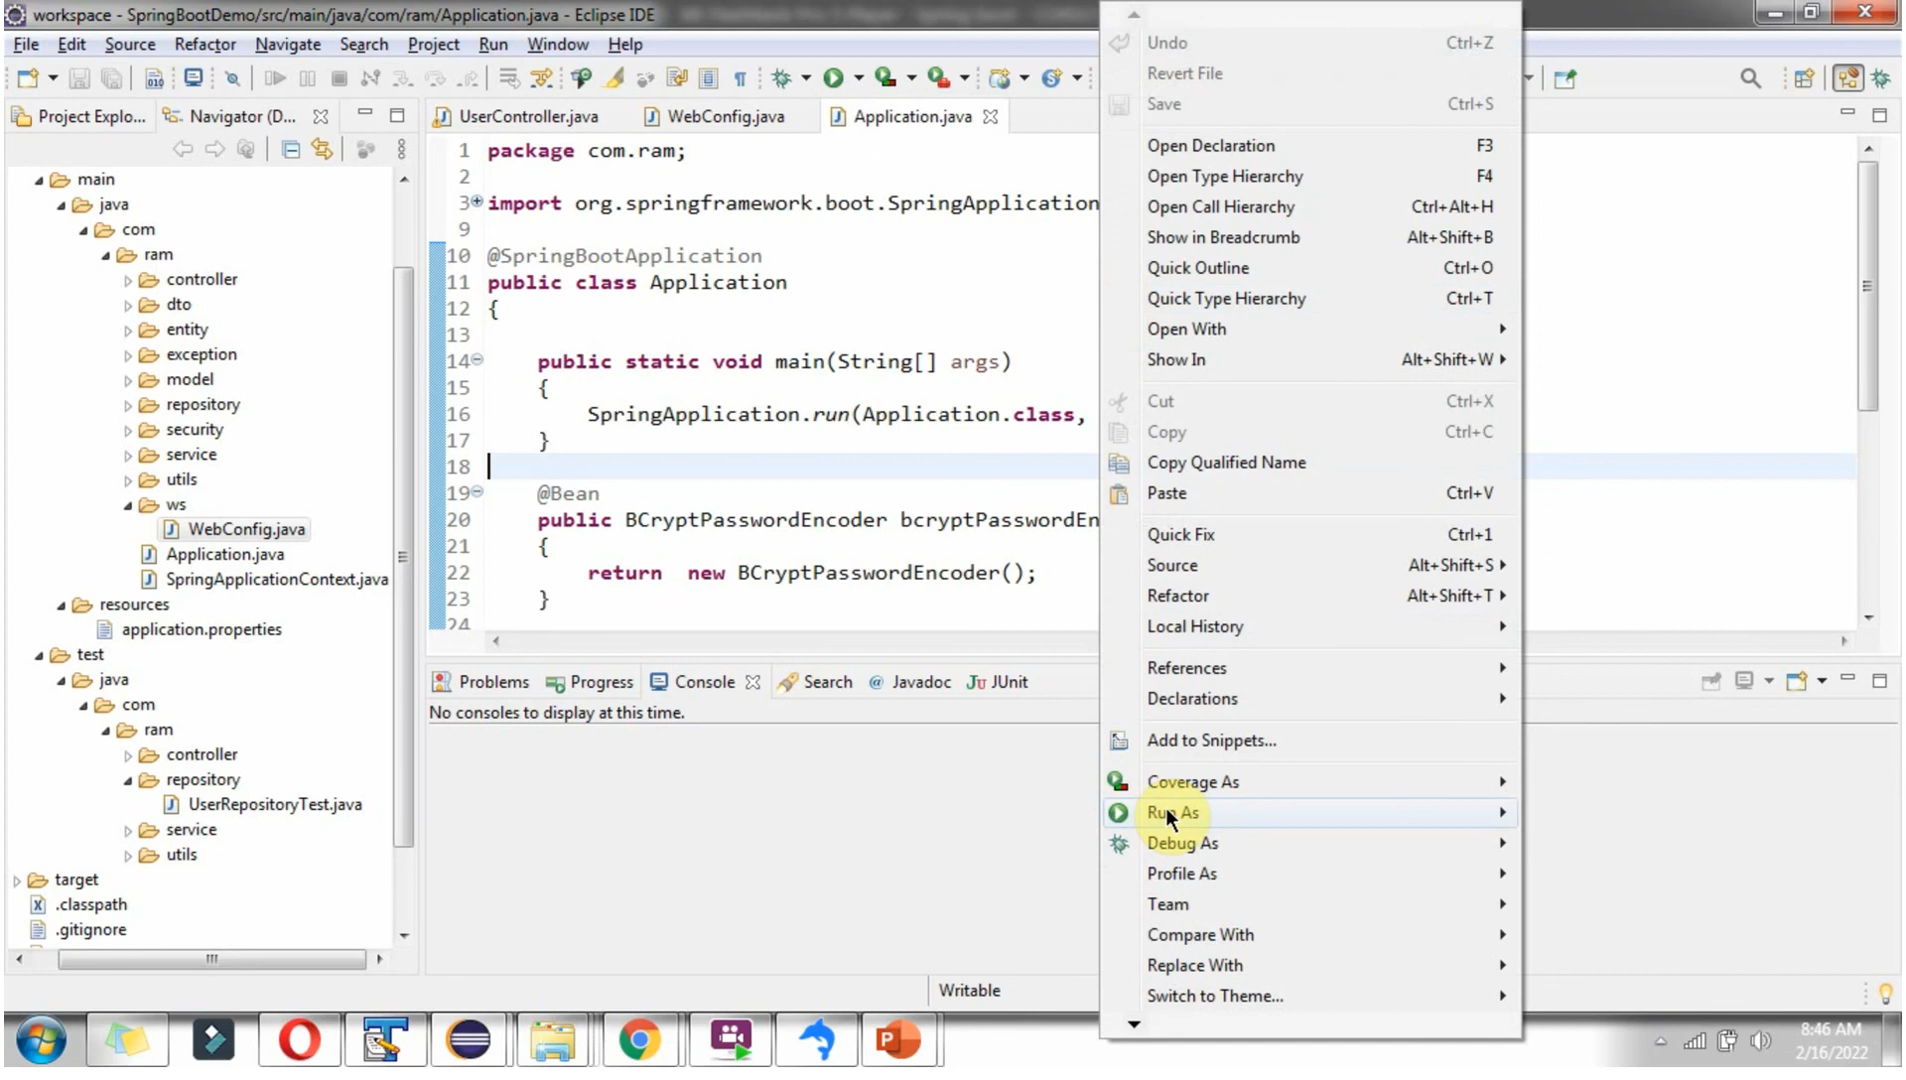 workspace - SpringBootDemo/src/main/java/com/ram/Application.java - Eclipse IDE
File Edit Source Refactor Navigate Search Project Run Window Help
Project Explo... Navigator (D...
main
java
com
ram
controller
dto
entity
exception
model
repository
security
service
utils
ws
WebConfig.java
Application.java
SpringApplicationContext.java
resources
application.properties
test
java
com
ram
controller
repository
UserRepositoryTest.java
service
utils
target
.classpath
.gitignore
UserController.java WebConfig.java Application.java
1 package com.ram;
2
3 import org.springframework.boot.SpringApplication
9
10 @SpringBootApplication
11 public class Application
12 {
13
14 public static void main(String[] args)
15 {
16 SpringApplication.run(Application.class,
17 }
18
19 @Bean
20 public BCryptPasswordEncoder bcryptPasswordEn
21 {
22 return new BCryptPasswordEncoder();
23 }
24
Problems Progress Console Search @ Javadoc Ju JUnit
No consoles to display at this time.
Writable
Undo Ctrl+Z
Revert File
Save Ctrl+S
Open Declaration F3
Open Type Hierarchy F4
Open Call Hierarchy Ctrl+Alt+H
Show in Breadcrumb Alt+Shift+B
Quick Outline Ctrl+O
Quick Type Hierarchy Ctrl+T
Open With
Show In Alt+Shift+W
Cut Ctrl+X
Copy Ctrl+C
Copy Qualified Name
Paste Ctrl+V
Quick Fix Ctrl+1
Source Alt+Shift+S
Refactor Alt+Shift+T
Local History
References
Declarations
Add to Snippets...
Coverage As
Run As
Debug As
Profile As
Team
Compare With
Replace With
Switch to Theme...
8:46 AM
2/16/2022